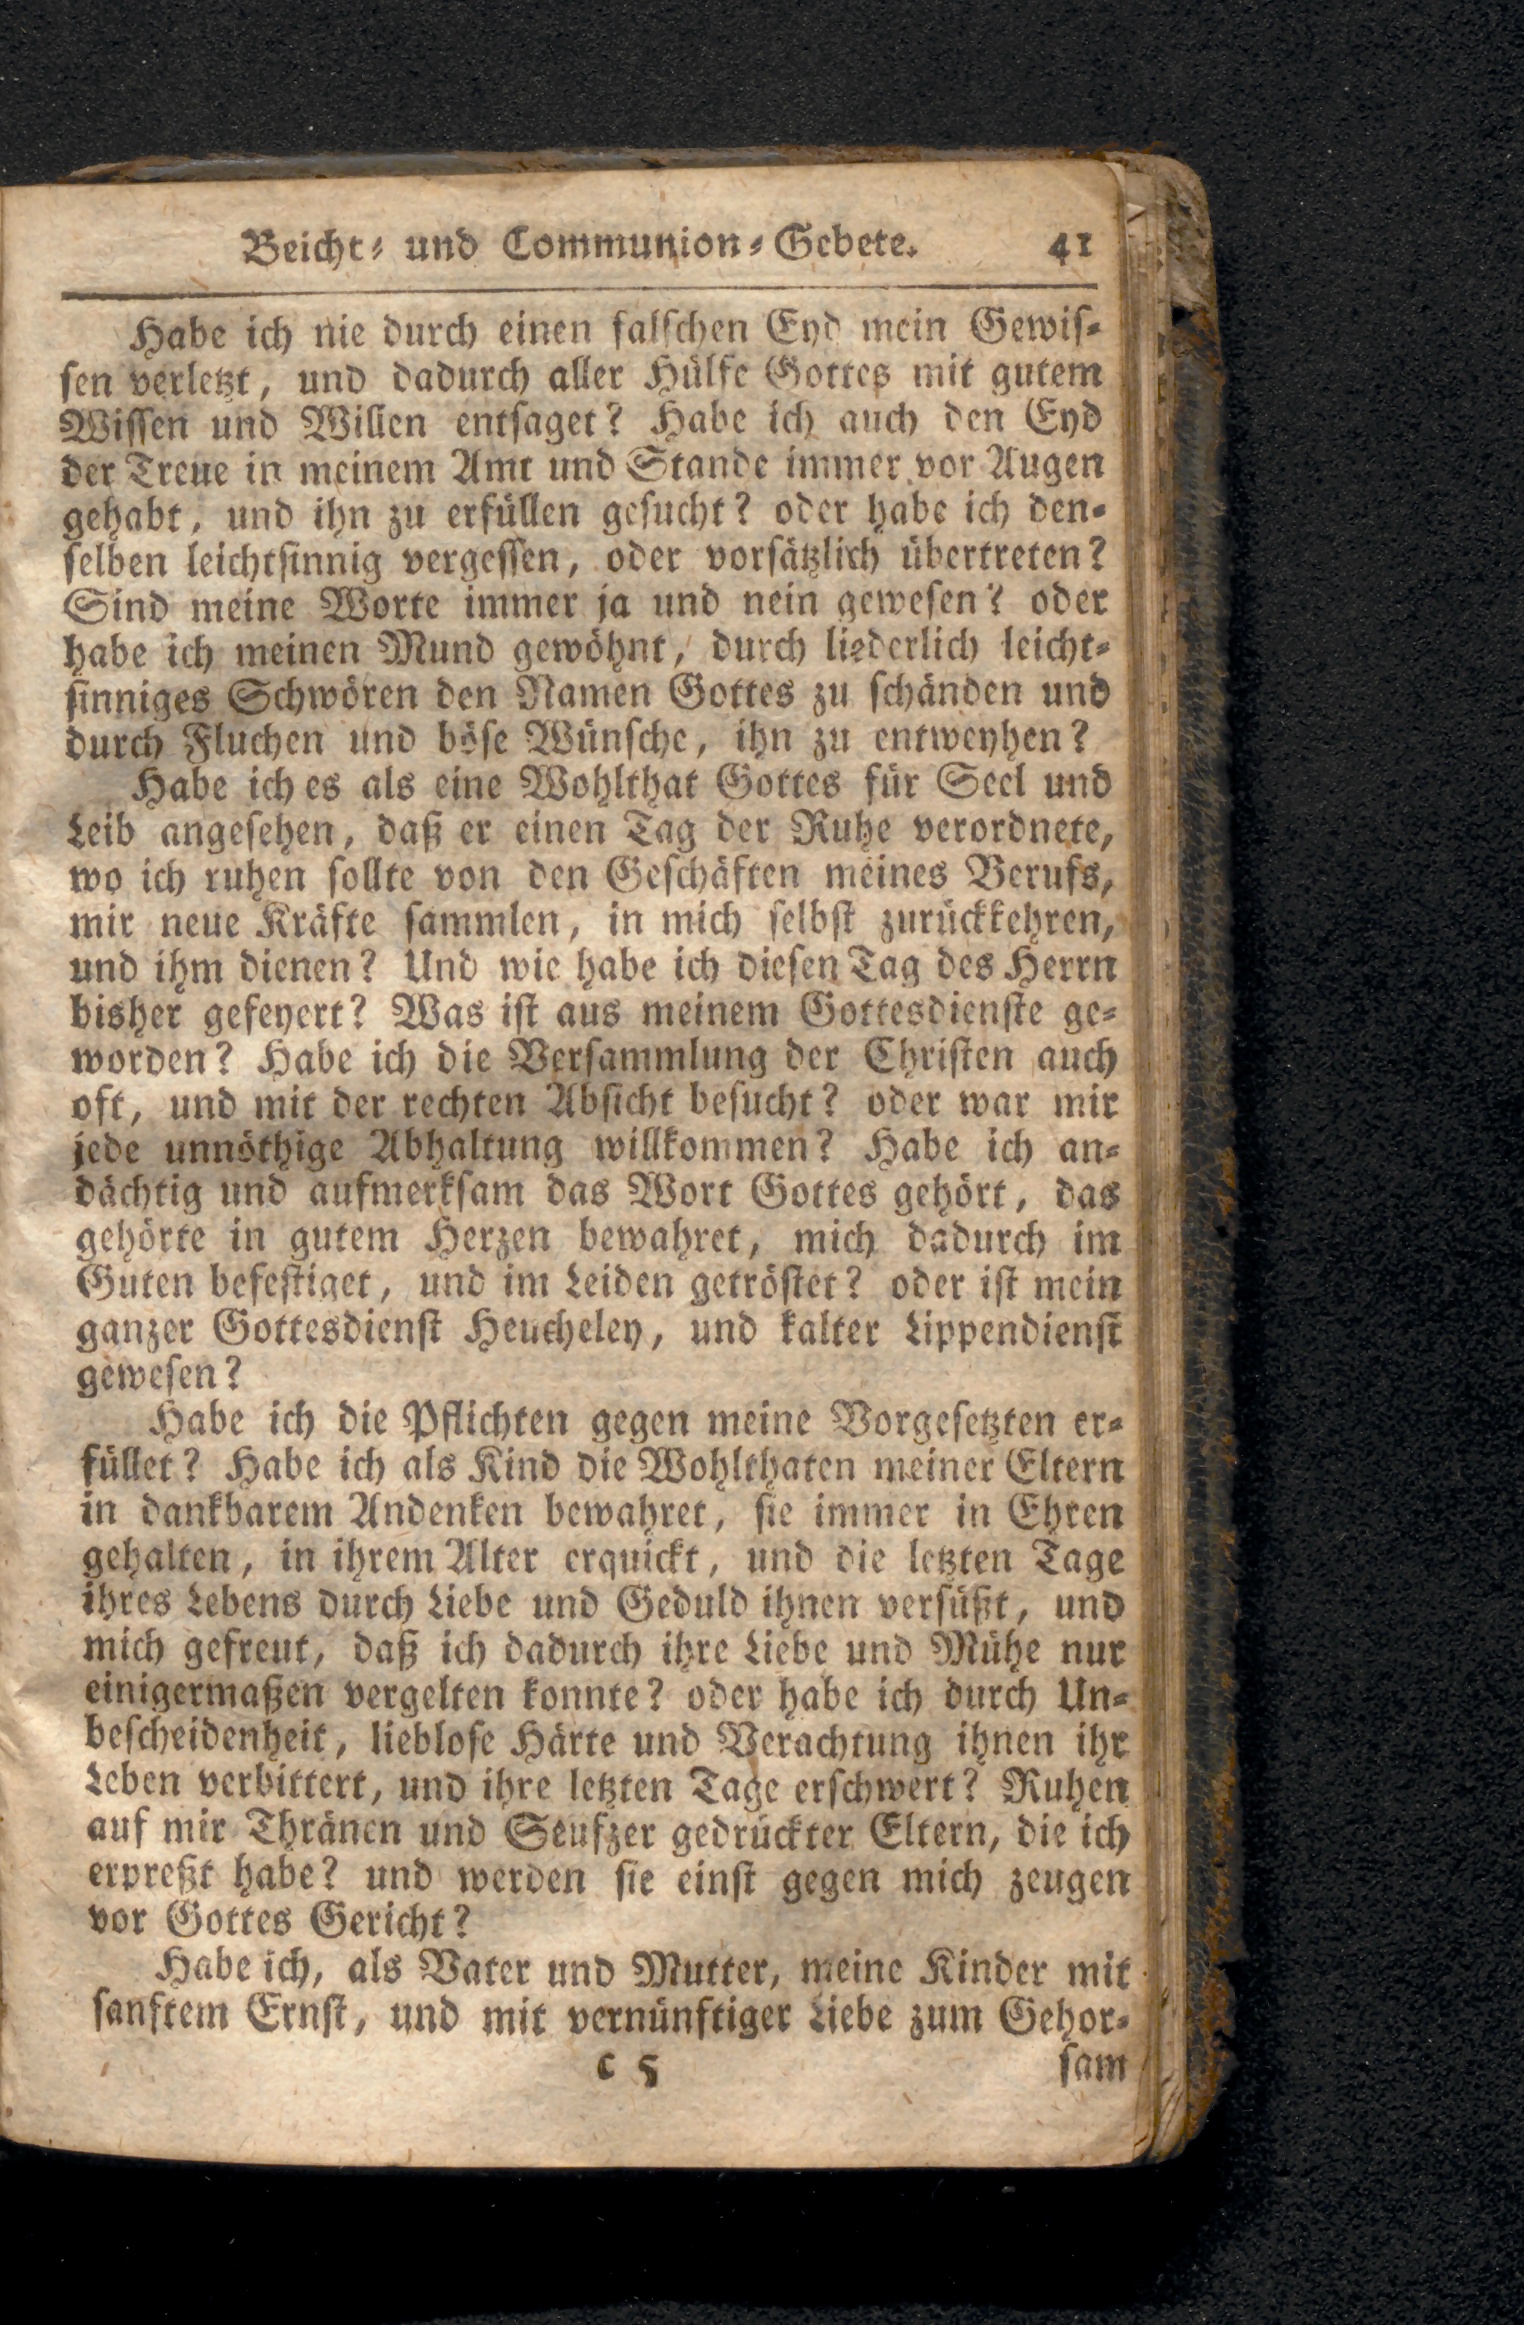 Beicht- und Communion-Gebete. 41
Habe ich nie durch einen falschen Eyd mein Gewis-
sen verletzt, und dadurch aller Hülfe Gottes mit gutem
Wissen und Willen entsaget? Habe ich auch den Eyd
der Treue in meinem Amt und Stande immer vor Augen
gehabt, und ihn zu erfüllen gesucht? oder habe ich den-
selben leichtsinnig vergessen, oder vorsätzlich übertreten?
Sind meine Worte immer ja und nein gewesen? oder
habe ich meinen Mund gewöhnt, durch liederlich leicht-
sinniges Schwören den Namen Gottes zu schänden und
durch Fluchen und böse Wünsche, ihn zu entweyhen?
Habe ich es als eine Wohlthat Gottes für Seel und
Leib angesehen, daß er einen Tag der Ruhe verordnete,
wo ich ruhen sollte von den Geschäften meines Berufs,
mir neue Kräfte sammlen, in mich selbst zurückkehren,
und ihm dienen? Und wie habe ich diesen Tag des Herrn
bisher gefeyert? Was ist aus meinem Gottesdienste ge-
worden? Habe ich die Versammlung der Christen auch
oft, und mit der rechten Absicht besucht? oder war mir
jede unnöthige Abhaltung willkommen? Habe ich an-
dächtig und aufmerksam das Wort Gottes gehört, das
gehörte in gutem Herzen bewahret, mich dadurch im
Guten befestiget, und im Leiden getröstet? oder ist mein
ganzer Gottesdienst Heucheley, und kalter Lippendienst
gewesen?
Habe ich die Pflichten gegen meine Vorgesetzten er-
füllet? Habe ich als Kind die Wohlthaten meiner Eltern
in dankbarem Andenken bewahret, sie immer in Ehren
gehalten, in ihrem Alter erquickt, und die letzten Tage
ihres Lebens durch Liebe und Geduld ihnen versüßt, und
mich gefreut, daß ich dadurch ihre Liebe und Mühe nur
einigermaßen vergelten konnte? oder habe ich durch Un-
bescheidenheit, lieblose Härte und Verachtung ihnen ihr
Leben verbittert, und ihre letzten Tage erschwert? Ruhen
auf mir Thränen und Seufzer gedrückter Eltern, die ich
erpreßt habe? und werden sie einst gegen mich zeugen
vor Gottes Gericht?
Habe ich, als Vater und Mutter, meine Kinder mit
sanftem Ernst, und mit vernünftiger Liebe zum Gehor-
c 5 sam